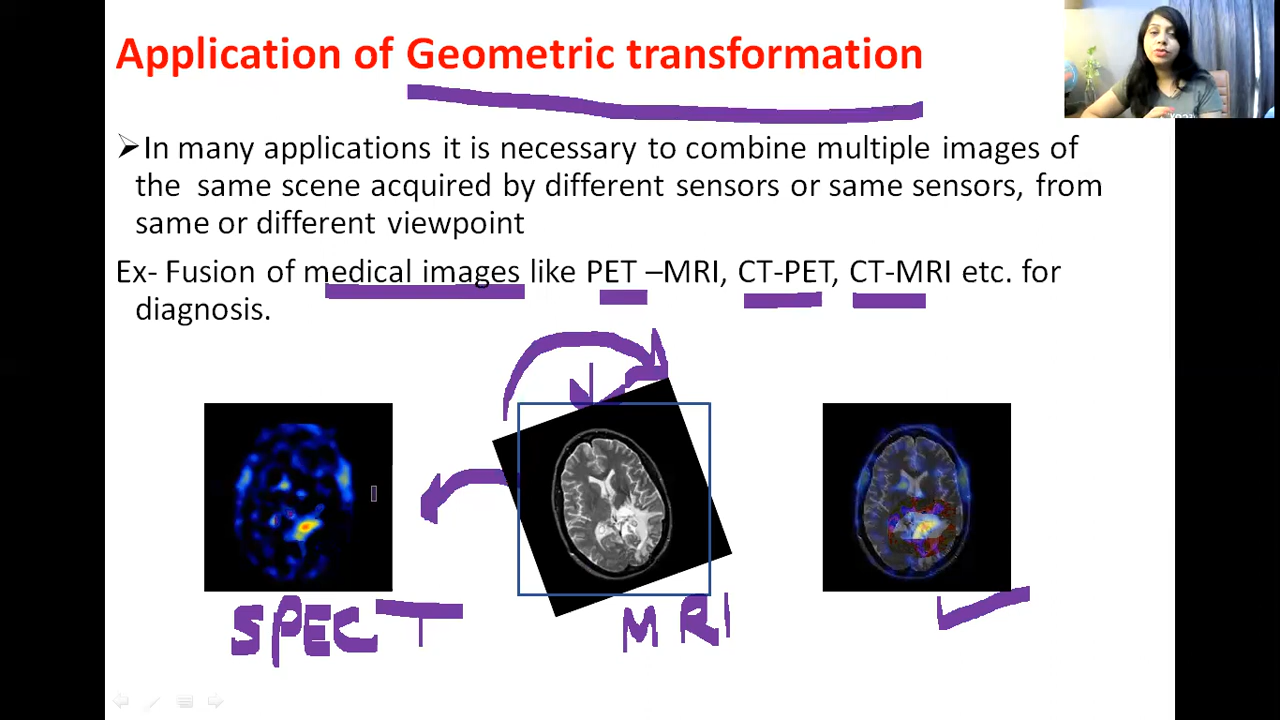 Application of Geometric transformation
➢In many applications it is necessary to combine multiple images of
the same scene acquired by different sensors or same sensors, from
same or different viewpoint
Ex- Fusion of medical images like PET –MRI, CT-PET, CT-MRI etc. for
diagnosis.
SPECT
MRI